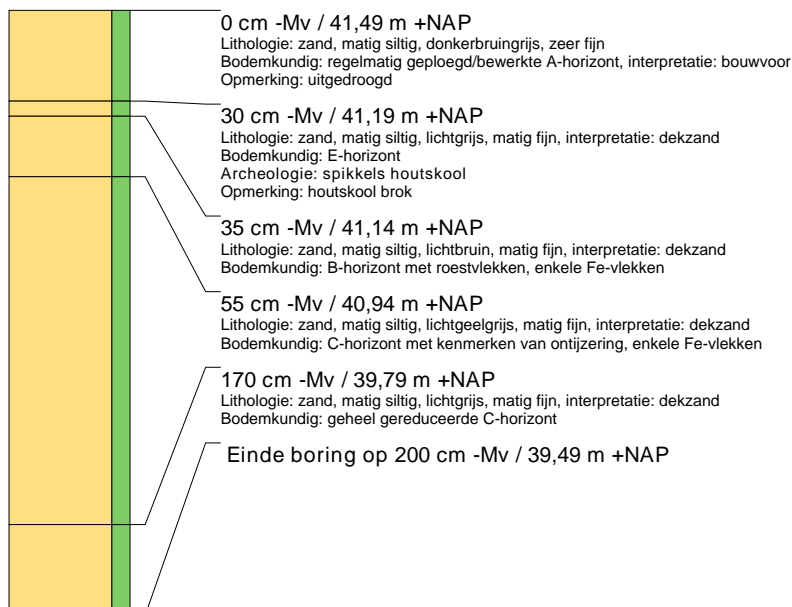 0 cm -Mv / 41,49 m +NAP
Lithologie: zand, matig siltig, donkerbruingrijs, zeer fijn
Bodemkundig: regelmatig geploegd/bewerkte A-horizont, interpretatie: bouwvoor
Opmerking: uitgedroogd
30 cm -Mv / 41,19 m +NAP
Lithologie: zand, matig siltig, lichtgrijs, matig fijn, interpretatie: dekzand
Bodemkundig: E-horizont
Archeologie: spikkels houtskool
Opmerking: houtskool brok
35 cm -Mv / 41,14 m +NAP
Lithologie: zand, matig siltig, lichtbruin, matig fijn, interpretatie: dekzand
Bodemkundig: B-horizont met roestvlekken, enkele Fe-vlekken
55 cm -Mv / 40,94 m +NAP
Lithologie: zand, matig siltig, lichtgeelgrijs, matig fijn, interpretatie: dekzand
Bodemkundig: C-horizont met kenmerken van ontijzering, enkele Fe-vlekken
170 cm -Mv / 39,79 m +NAP
Lithologie: zand, matig siltig, lichtgrijs, matig fijn, interpretatie: dekzand
Bodemkundig: geheel gereduceerde C-horizont
Einde boring op 200 cm -Mv / 39,49 m +NAP